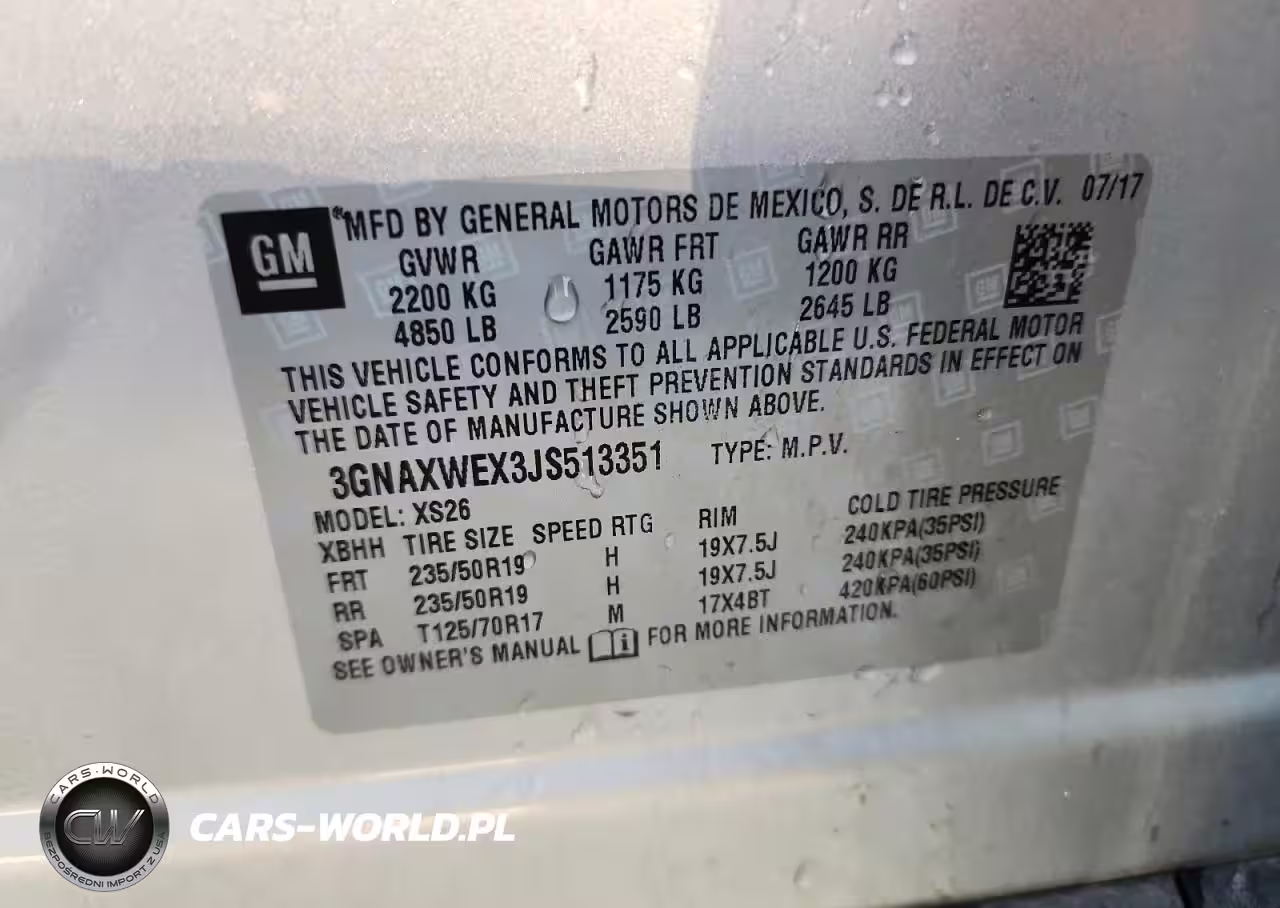 GM
MFD BY GENERAL MOTORS DE MEXICO, S. DE R.L. DE C.V. 07/17
GVWR GAWR FRT GAWR RR
2200 KG 1175 KG 1200 KG
4850 LB 2590 LB 2645 LB
THIS VEHICLE CONFORMS TO ALL APPLICABLE U.S. FEDERAL MOTOR
VEHICLE SAFETY AND THEFT PREVENTION STANDARDS IN EFFECT ON
THE DATE OF MANUFACTURE SHOWN ABOVE.
3GNAXWEX3JS513351 TYPE: M.P.V.
MODEL: XS26
XBHH TIRE SIZE SPEED RTG RIM COLD TIRE PRESSURE
FRT 235/50R19 H 19X7.5J 240KPA(35PSI)
RR 235/50R19 H 19X7.5J 240KPA(35PSI)
SPA T125/70R17 M 17X4BT 420KPA(60PSI)
SEE OWNER'S MANUAL i FOR MORE INFORMATION.
CARS-WORLD
CW
BEZPOŚREDNI IMPORT Z USA
CARS-WORLD.PL